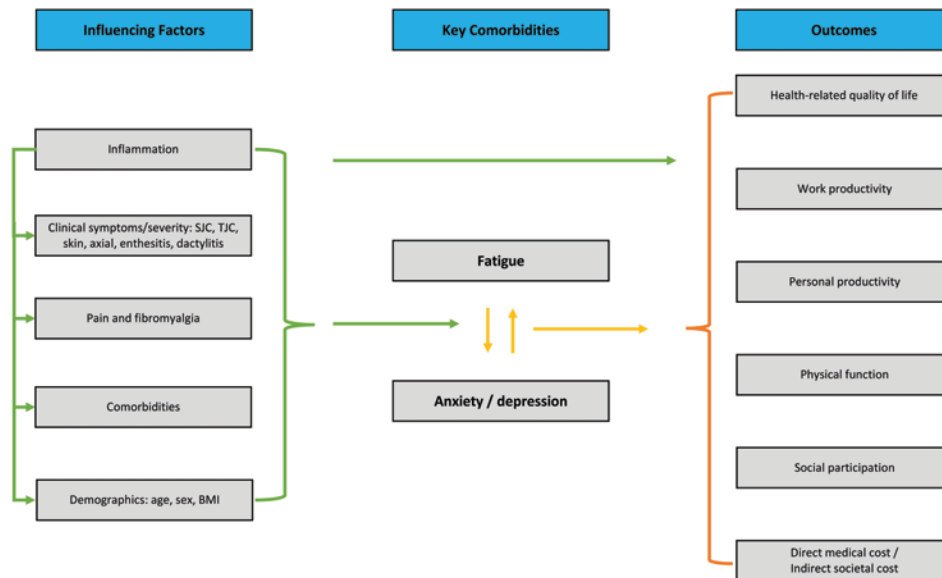 Influencing Factors
Key Comorbidities
Outcomes
Health-related quality of life
Inflammation
Work productivity
Clinical symptoms/severity: SJC, TJC,
skin, axial, enthesitis, dactylitis
Fatigue
Personal productivity
Pain and fibromyalgia
Physical function
Anxiety / depression
Comorbidities
Social participation
Demographics: age, sex, BMI
Direct medical cost /
Indirect societal cost